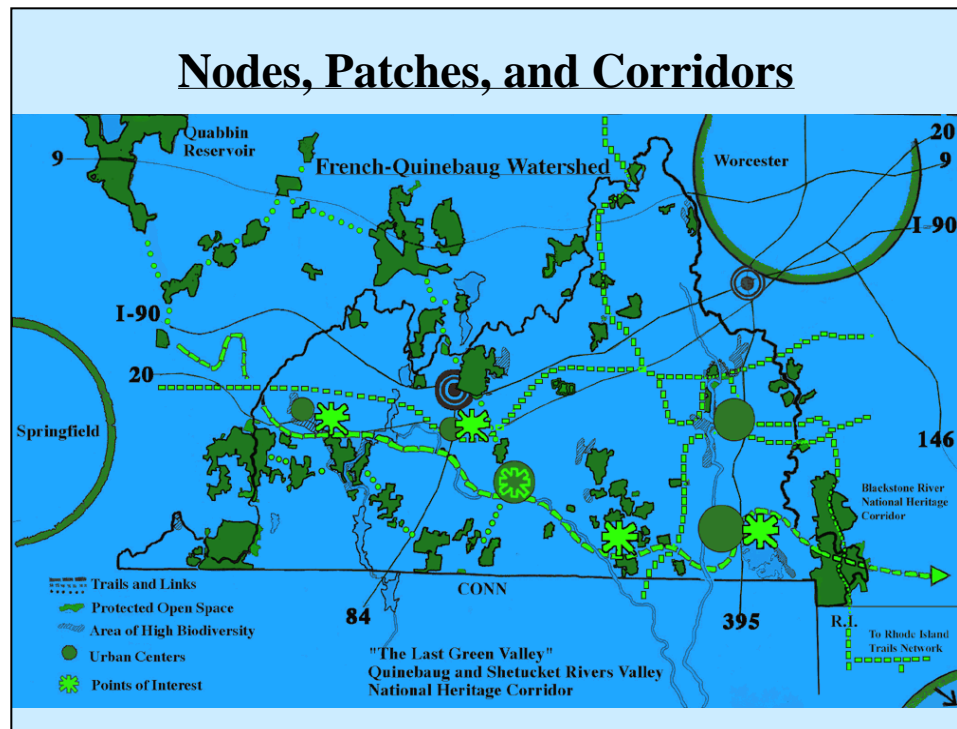 Nodes, Patches, and Corridors
Quabbin
Reservoir
9
French-Quinebaug Watershed
Worcester
20
9
I-90
I-90
20
Springfield
146
Blackstone River
National Heritage
Corridor
Trails and Links
Protected Open Space
Area of High Biodiversity
Urban Centers
Points of Interest
CONN
84
395
R.I.
To Rhode Island
Trails Network
"The Last Green Valley"
Quinebaug and Shetucket Rivers Valley
National Heritage Corridor